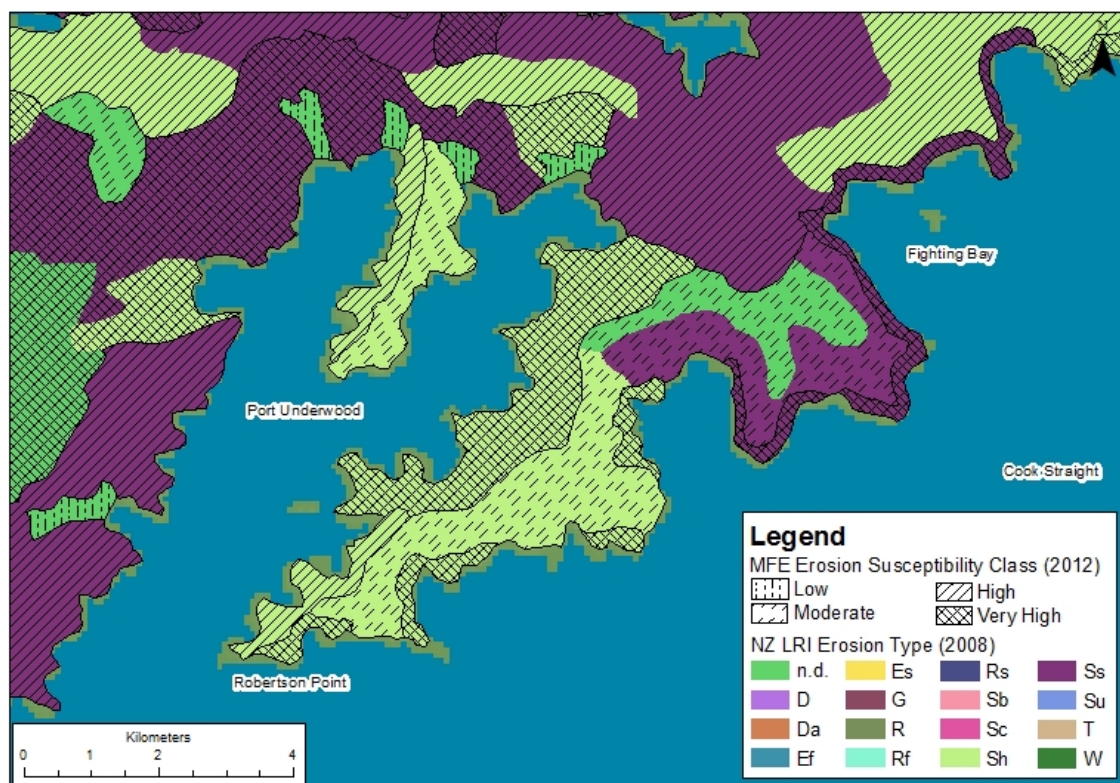 N
Fighting Bay
Port Underwood
Cook Straight
Robertson Point
Kilometers
0 1 2 4
Legend
MFE Erosion Susceptibility Class (2012)
Low High
Moderate Very High
NZ LRI Erosion Type (2008)
n.d. Es Rs Ss
D G Sb Su
Da R Sc T
Ef Rf Sh W